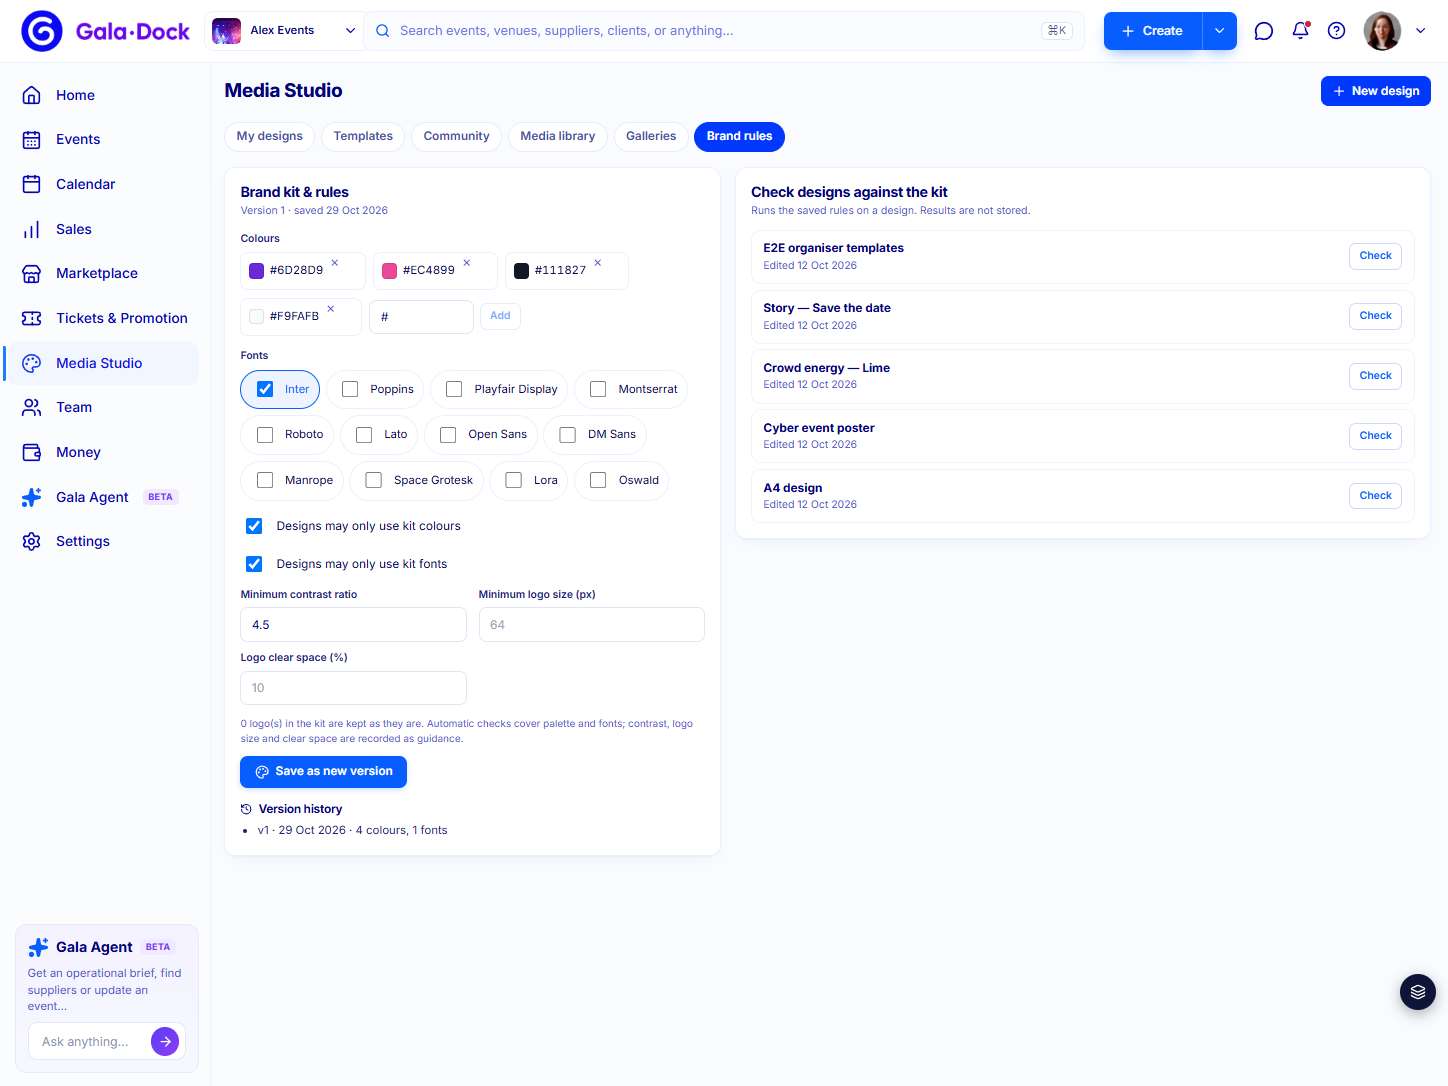 Gala·Dock
Alex Events
Search events, venues, suppliers, clients, or anything...
⌘K
+ Create
Home
Events
Calendar
Sales
Marketplace
Tickets & Promotion
Media Studio
Team
Money
Gala Agent BETA
Settings
Media Studio
+ New design
My designs
Templates
Community
Media library
Galleries
Brand rules
Brand kit & rules
Version 1 · saved 29 Oct 2026
Colours
#6D28D9 ×
#EC4899 ×
#111827 ×
#F9FAFB ×
#
Add
Fonts
Inter
Poppins
Playfair Display
Montserrat
Roboto
Lato
Open Sans
DM Sans
Manrope
Space Grotesk
Lora
Oswald
Designs may only use kit colours
Designs may only use kit fonts
Minimum contrast ratio
4.5
Minimum logo size (px)
64
Logo clear space (%)
10
0 logo(s) in the kit are kept as they are. Automatic checks cover palette and fonts; contrast, logo
size and clear space are recorded as guidance.
Save as new version
Version history
• v1 · 29 Oct 2026 · 4 colours, 1 fonts
Check designs against the kit
Runs the saved rules on a design. Results are not stored.
E2E organiser templates
Edited 12 Oct 2026
Check
Story — Save the date
Edited 12 Oct 2026
Check
Crowd energy — Lime
Edited 12 Oct 2026
Check
Cyber event poster
Edited 12 Oct 2026
Check
A4 design
Edited 12 Oct 2026
Check
Gala Agent BETA
Get an operational brief, find
suppliers or update an
event...
Ask anything...